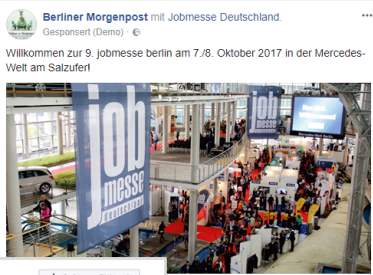 Berliner Morgenpost mit Jobmesse Deutschland.
Gesponsert (Demo) ·
Willkommen zur 9. jobmesse berlin am 7./8. Oktober 2017 in der Mercedes-
Welt am Salzufer!
job
messe
deutschland
job
messe